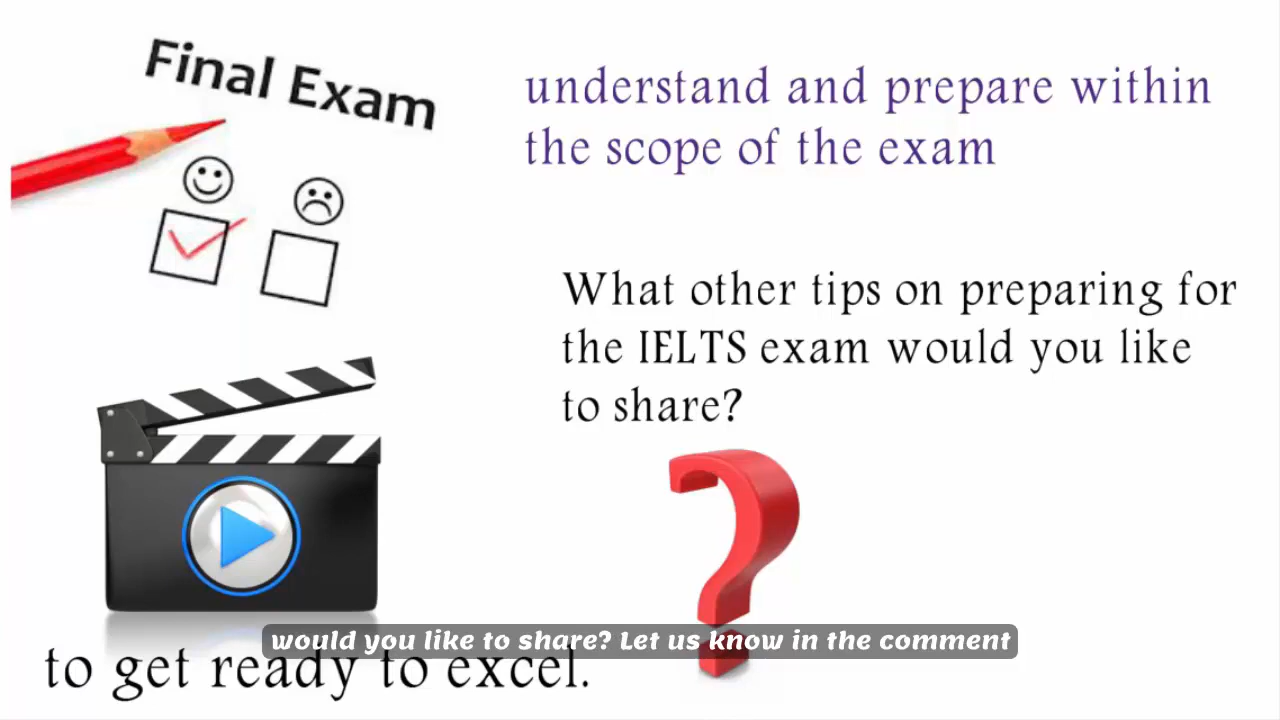 Final Exam
understand and prepare within
the scope of the exam
What other tips on preparing for
the IELTS exam would you like
to share?
would you like to share? Let us know in the comment
to get ready to excel.